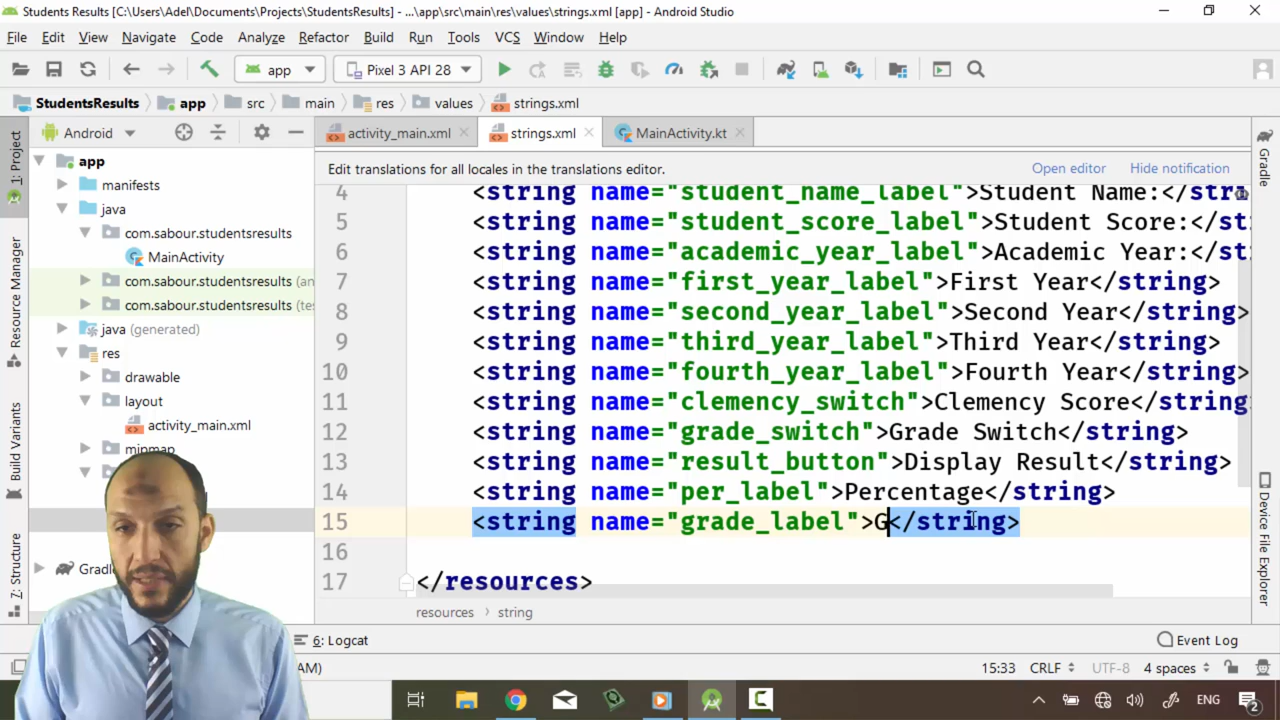 Students Results [C:\Users\Adel\Documents\Projects\StudentsResults] - ...\app\src\main\res\values\strings.xml [app] - Android Studio
File Edit View Navigate Code Analyze Refactor Build Run Tools VCS Window Help
app Pixel 3 API 28
StudentsResults app src main res values strings.xml
1: Project
Resource Manager
Build Variants
7: Structure
Android
app
manifests
java
com.sabour.studentsresults
MainActivity
com.sabour.studentsresults (an
com.sabour.studentsresults (te
java (generated)
res
drawable
layout
activity_main.xml
mipmap
Gradl
activity_main.xml strings.xml MainActivity.kt
Edit translations for all locales in the translations editor. Open editor Hide notification
4 <string name="student_name_label">Student Name:</stri
5 <string name="student_score_label">Student Score:</st
6 <string name="academic_year_label">Academic Year:</st
7 <string name="first_year_label">First Year</string>
8 <string name="second_year_label">Second Year</string>
9 <string name="third_year_label">Third Year</string>
10 <string name="fourth_year_label">Fourth Year</string>
11 <string name="clemency_switch">Clemency Score</string
12 <string name="grade_switch">Grade Switch</string>
13 <string name="result_button">Display Result</string>
14 <string name="per_label">Percentage</string>
15 <string name="grade_label">G</string>
16
17 </resources>
resources › string
Gradle
Device File Explorer
6: Logcat Event Log
AM) 15:33 CRLF UTF-8 4 spaces
ENG 2